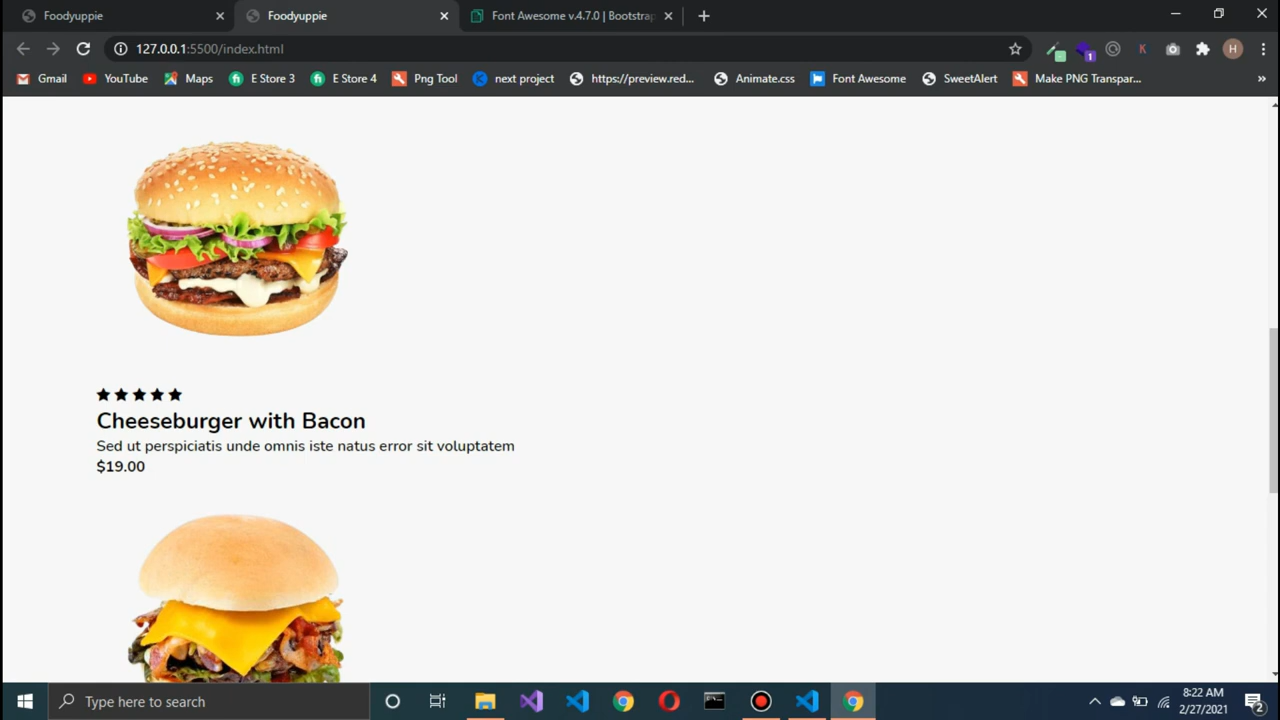 Foodyuppie
Foodyuppie
Font Awesome v.4.7.0 | Bootstrap
127.0.0.1:5500/index.html
1
K
H
Gmail
YouTube
Maps
E Store 3
E Store 4
Png Tool
next project
https://preview.red...
Animate.css
Font Awesome
SweetAlert
Make PNG Transpar...
»
Cheeseburger with Bacon
Sed ut perspiciatis unde omnis iste natus error sit voluptatem
$19.00
Type here to search
8:22 AM
2/27/2021
2